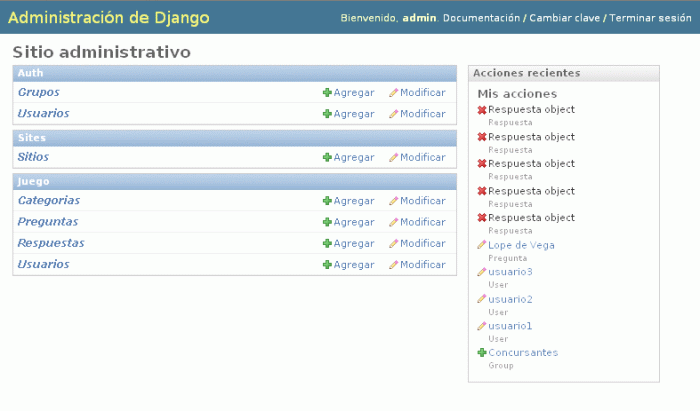 Administración de Django
Bienvenido, admin. Documentación / Cambiar clave / Terminar sesión
Sitio administrativo
Auth
Grupos Agregar Modificar
Usuarios Agregar Modificar
Sites
Sitios Agregar Modificar
Juego
Categorias Agregar Modificar
Preguntas Agregar Modificar
Respuestas Agregar Modificar
Usuarios Agregar Modificar
Acciones recientes
Mis acciones
Respuesta object
Respuesta
Respuesta object
Respuesta
Respuesta object
Respuesta
Respuesta object
Respuesta
Respuesta object
Respuesta
Lope de Vega
Pregunta
usuario3
User
usuario2
User
usuario1
User
Concursantes
Group